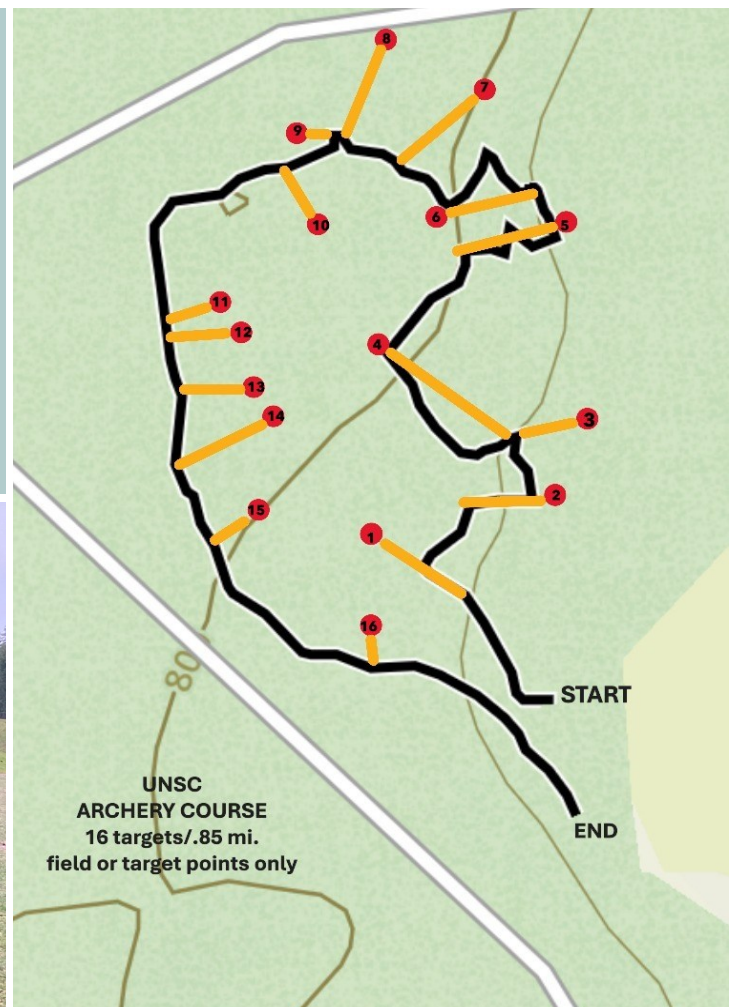 8
7
9
10
6
5
11
12
4
13
14
3
2
15
1
16
START
80
END
UNSC
ARCHERY COURSE
16 targets/.85 mi.
field or target points only